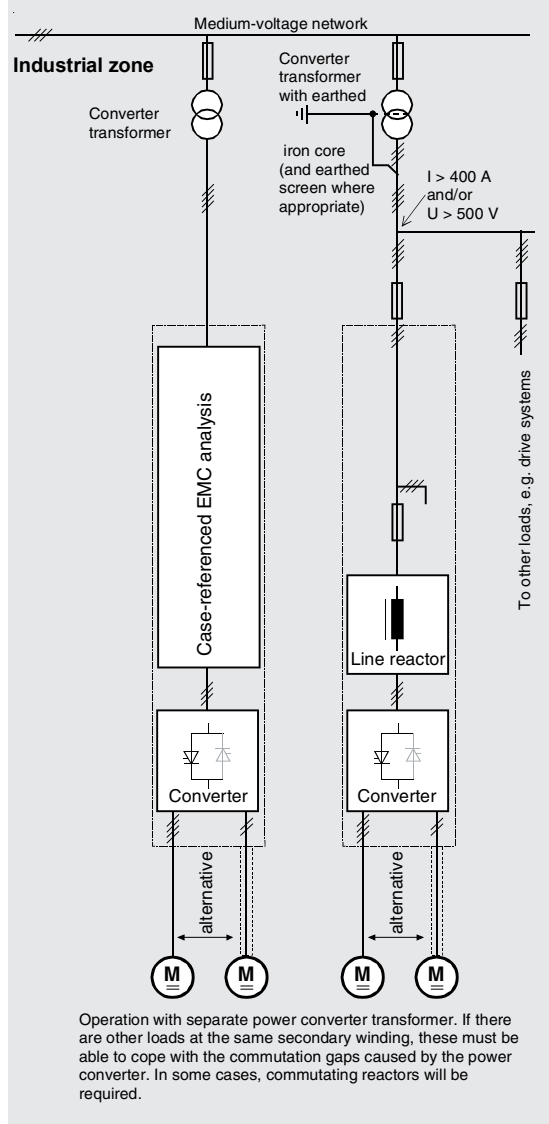 Medium-voltage network
Industrial zone
Converter
transformer
Converter
transformer
with earthed
iron core
(and earthed
screen where
appropriate)
I > 400 A
and/or
U > 500 V
Case-referenced EMC analysis
To other loads, e.g. drive systems
Line reactor
Converter
Converter
alternative
alternative
M
M
M
M
Operation with separate power converter transformer. If there
are other loads at the same secondary winding, these must be
able to cope with the commutation gaps caused by the power
converter. In some cases, commutating reactors will be
required.